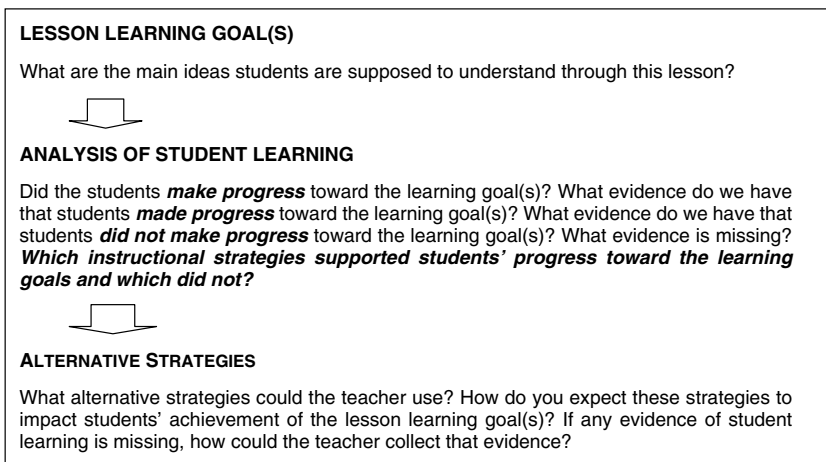 LESSON LEARNING GOAL(S)
What are the main ideas students are supposed to understand through this lesson?
ANALYSIS OF STUDENT LEARNING
Did the students make progress toward the learning goal(s)? What evidence do we have
that students made progress toward the learning goal(s)? What evidence do we have that
students did not make progress toward the learning goal(s)? What evidence is missing?
Which instructional strategies supported students' progress toward the learning
goals and which did not?
ALTERNATIVE STRATEGIES
What alternative strategies could the teacher use? How do you expect these strategies to
impact students' achievement of the lesson learning goal(s)? If any evidence of student
learning is missing, how could the teacher collect that evidence?